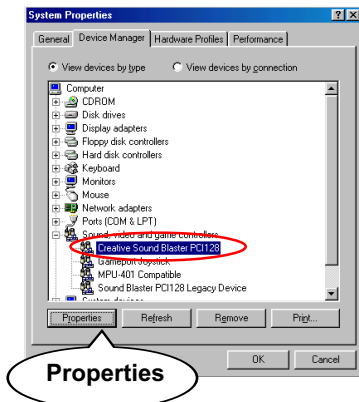 System Properties
General Device Manager Hardware Profiles Performance
View devices by type View devices by connection
Computer
CDROM
Disk drives
Display adapters
Floppy disk controllers
Hard disk controllers
Keyboard
Monitors
Mouse
Network adapters
Ports (COM & LPT)
Sound, video and game controllers
Creative Sound Blaster PCI128
Gameport Joystick
MPU-401 Compatible
Sound Blaster PCI128 Legacy Device
System devices
Properties Refresh Remove Print...
OK Cancel
Properties